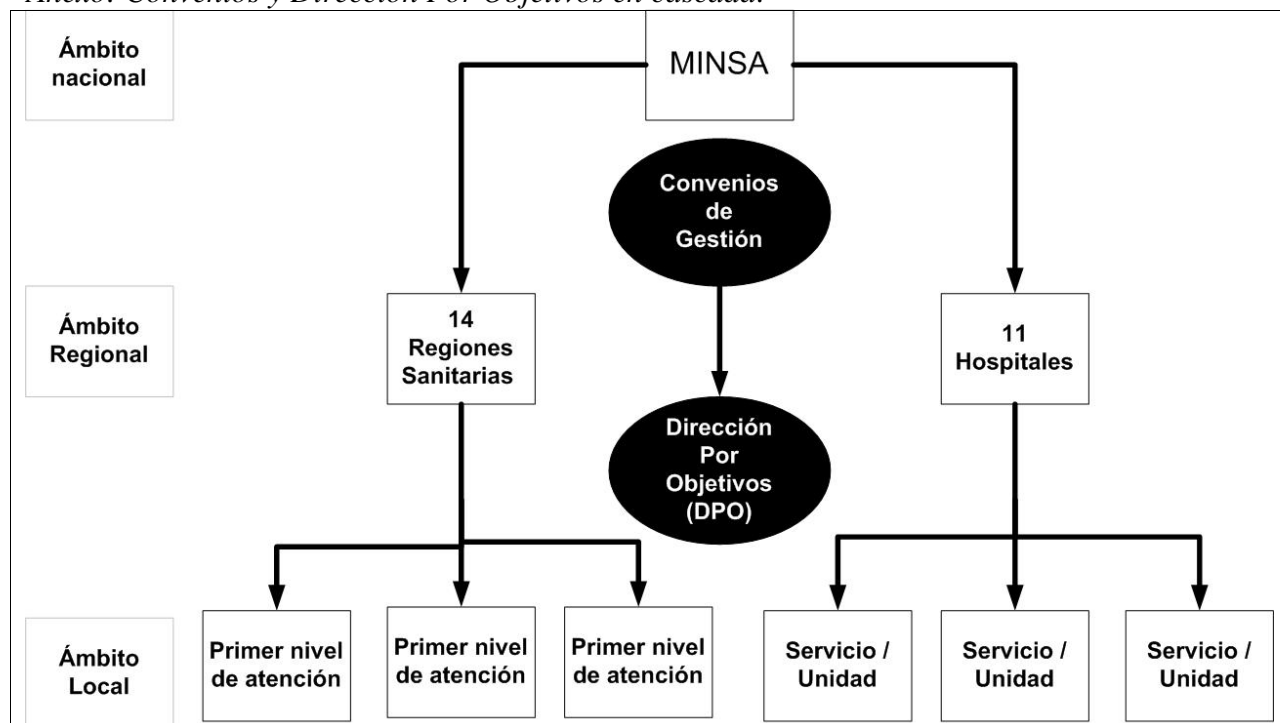 Anexo: Convenios y Dirección Por Objetivos en cascada.
Ámbito
nacional
MINSA
Convenios
de
Gestión
Ámbito
Regional
14
Regiones
Sanitarias
11
Hospitales
Dirección
Por
Objetivos
(DPO)
Ámbito
Local
Primer nivel
de atención
Primer nivel
de atención
Primer nivel
de atención
Servicio /
Unidad
Servicio /
Unidad
Servicio /
Unidad